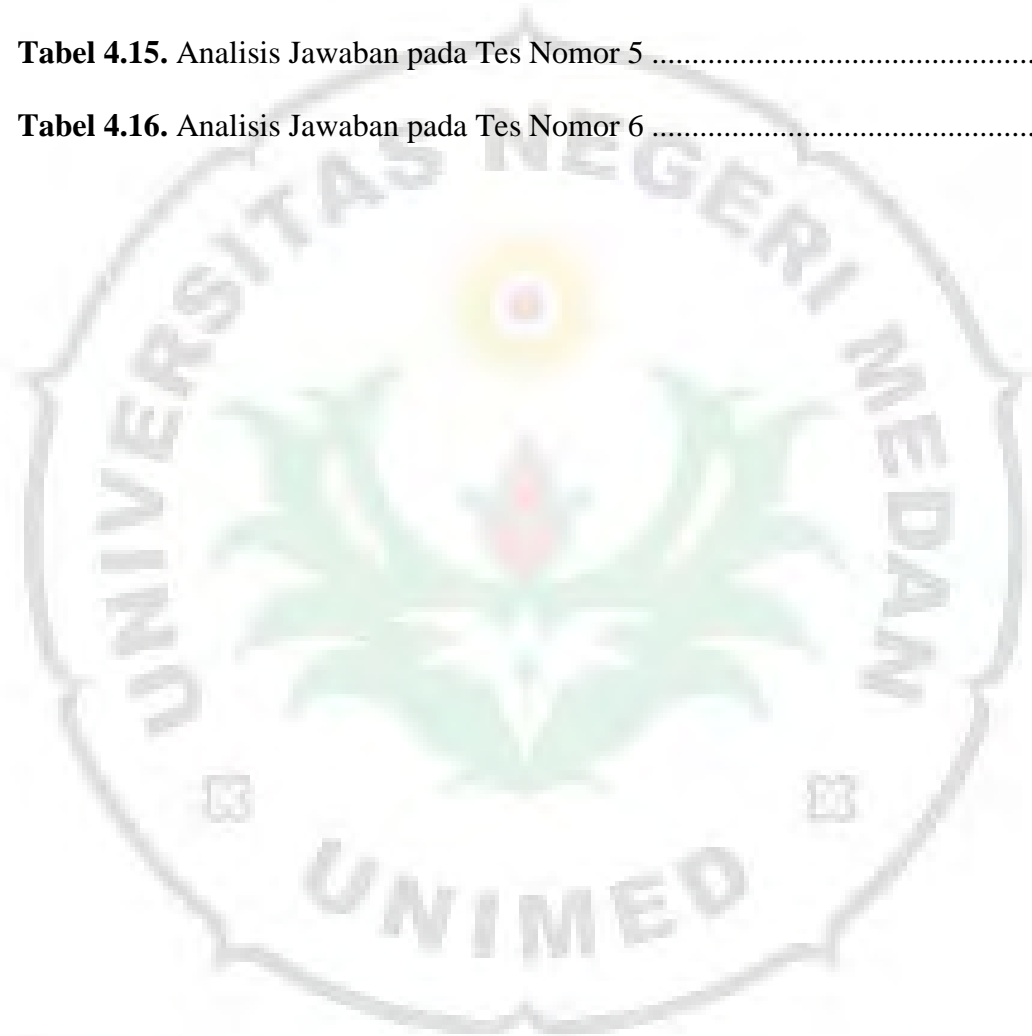 Tabel 4.15. Analisis Jawaban pada Tes Nomor 5 ................................................
Tabel 4.16. Analisis Jawaban pada Tes Nomor 6 ................................................
UNIVERSITAS NEGERI MEDAN
UNIMED